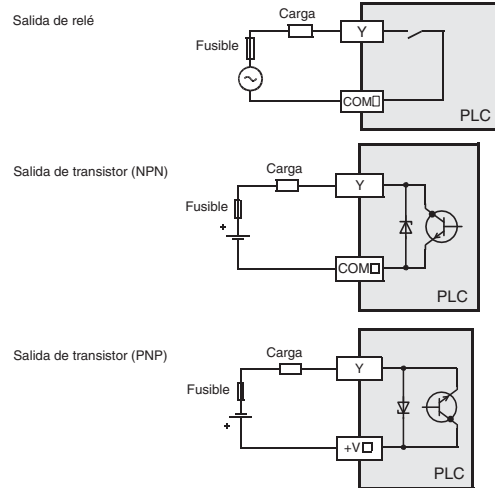 Salida de relé
Carga
Fusible
Y
COM□
PLC
Salida de transistor (NPN)
Carga
Fusible
Y
+
COM□
PLC
Salida de transistor (PNP)
Carga
Fusible
Y
+
+V□
PLC